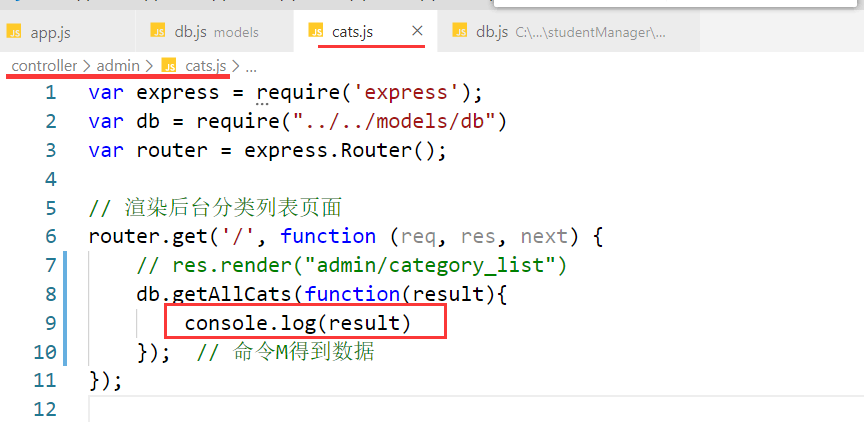 app.js
db.js models
cats.js
db.js C:\...\studentManager\...
controller > admin > cats.js > ...
1 var express = require('express');
2 var db = require("../../models/db")
3 var router = express.Router();
4
5 // 渲染后台分类列表页面
6 router.get('/', function (req, res, next) {
7 // res.render("admin/category_list")
8 db.getAllCats(function(result){
9 console.log(result)
10 }); // 命令M得到数据
11 });
12